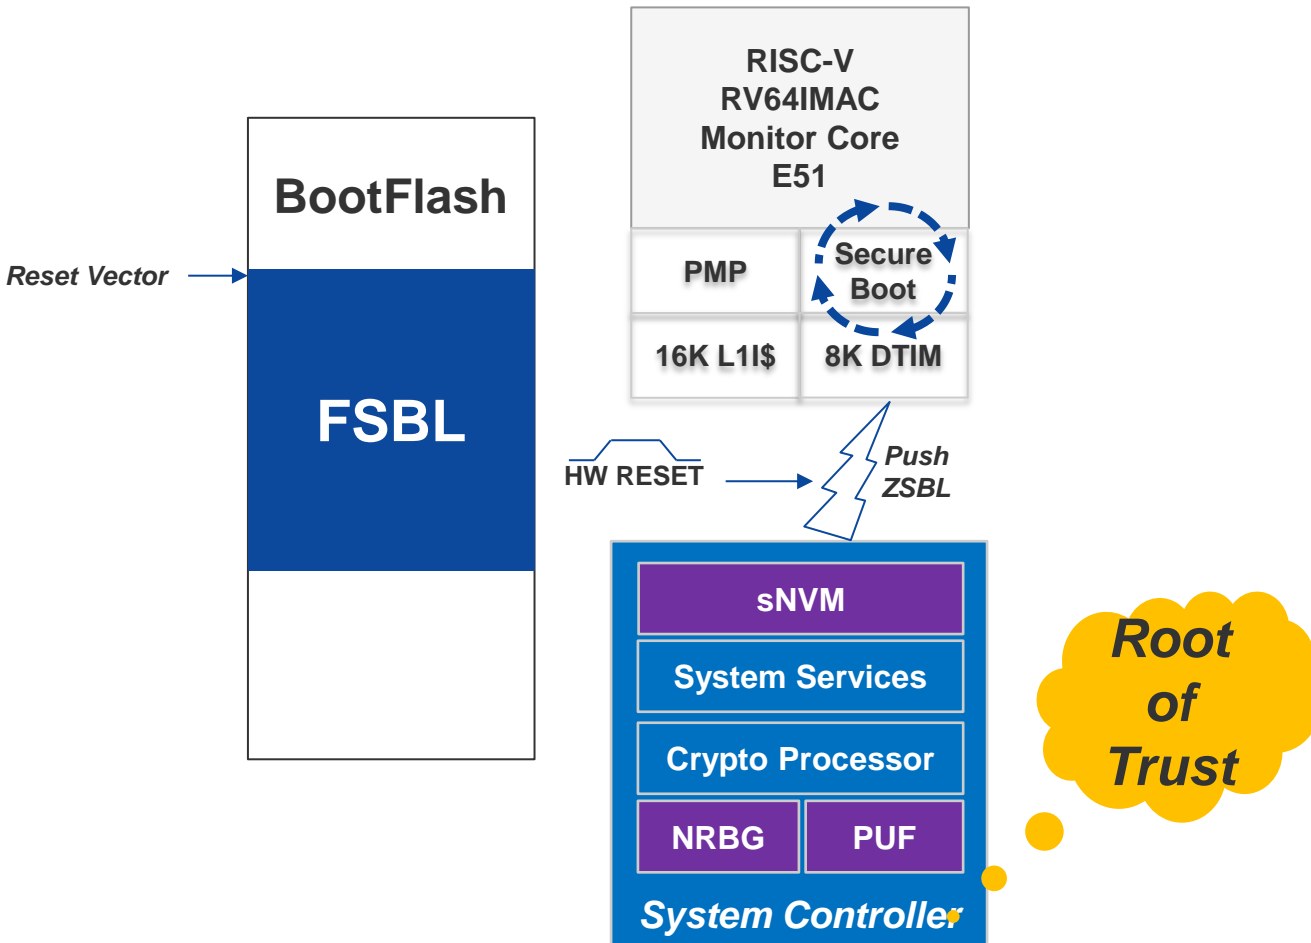 RISC-V
RV64IMAC
Monitor Core
E51
BootFlash
Reset Vector
FSBL
PMP
Secure
Boot
16K L1I$
8K DTIM
HW RESET
Push
ZSBL
sNVM
System Services
Crypto Processor
NRBG
PUF
System Controller
Root
of
Trust